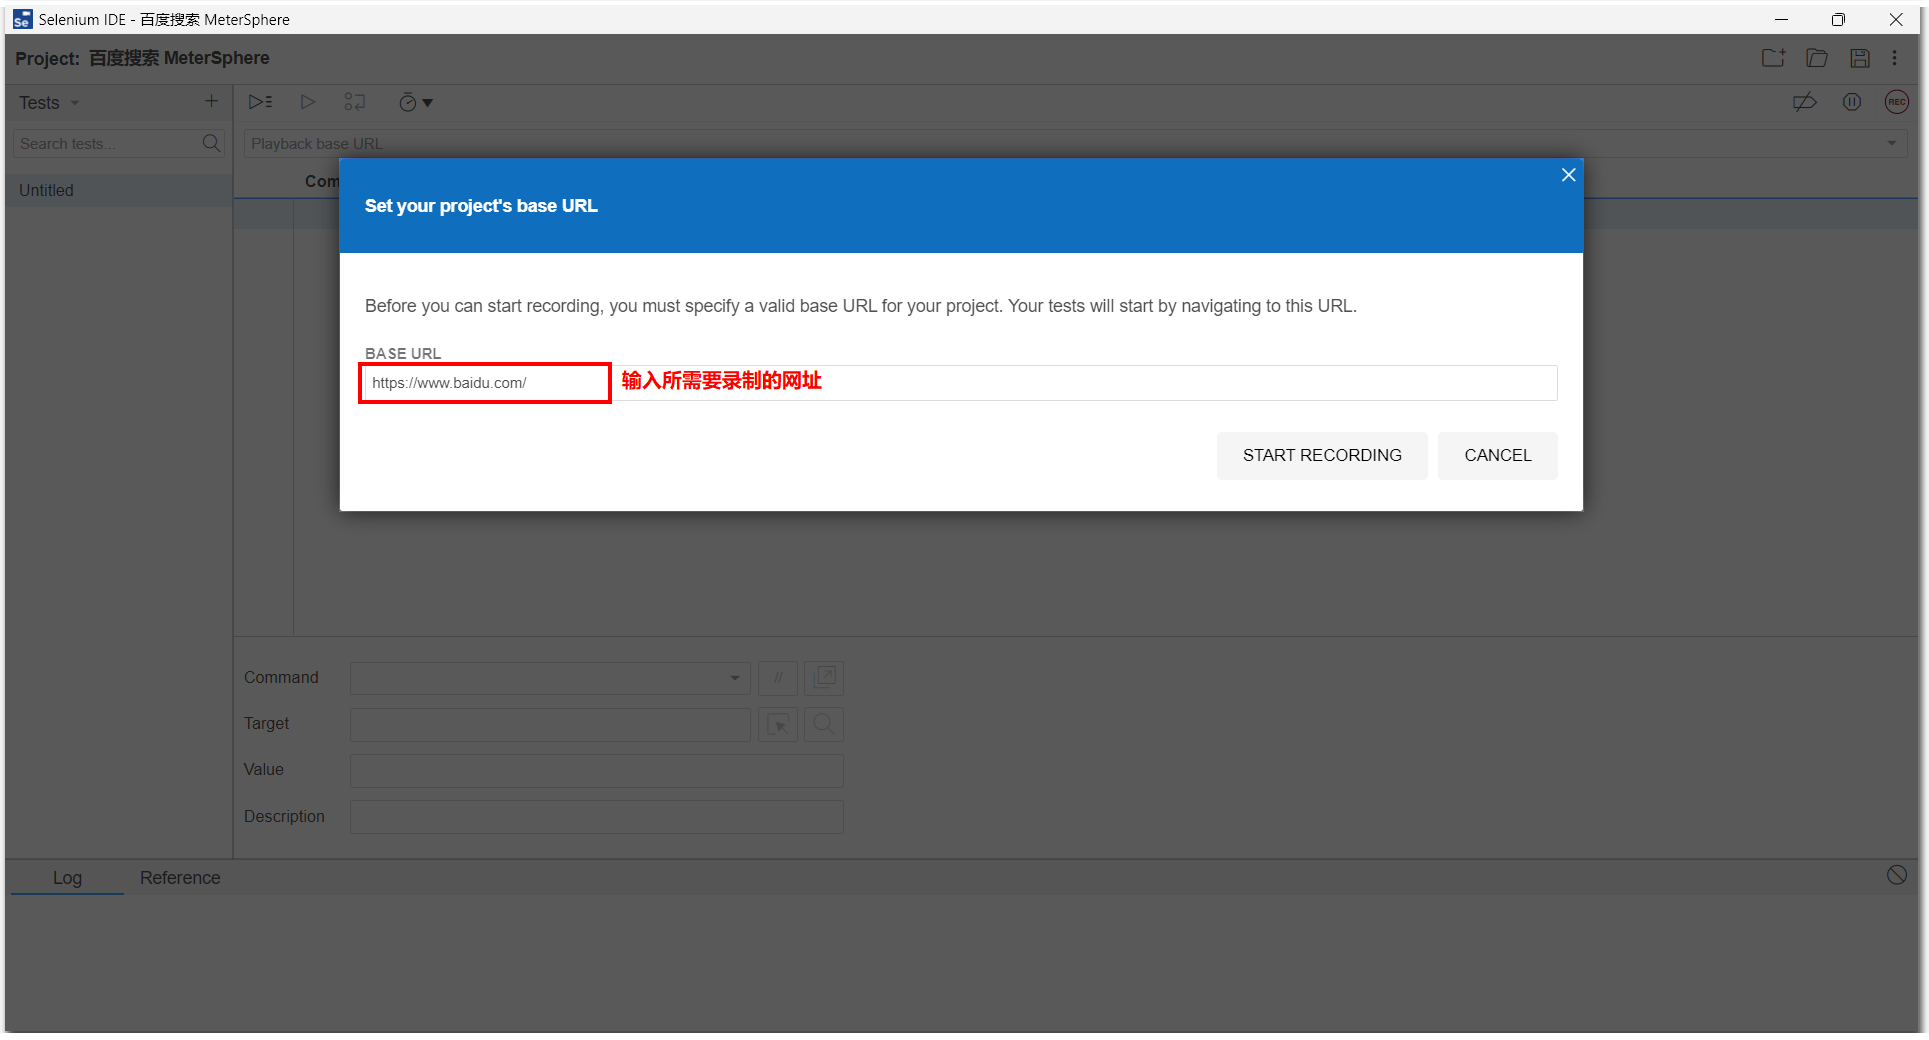 Selenium IDE - 百度搜索 MeterSphere
Project: 百度搜索 MeterSphere
Tests
Search tests...
Playback base URL
REC
Untitled
Com
Set your project's base URL
Before you can start recording, you must specify a valid base URL for your project. Your tests will start by navigating to this URL.
BASE URL
https://www.baidu.com/
输入所需要录制的网址
START RECORDING
CANCEL
Command
//
Target
Value
Description
Log
Reference